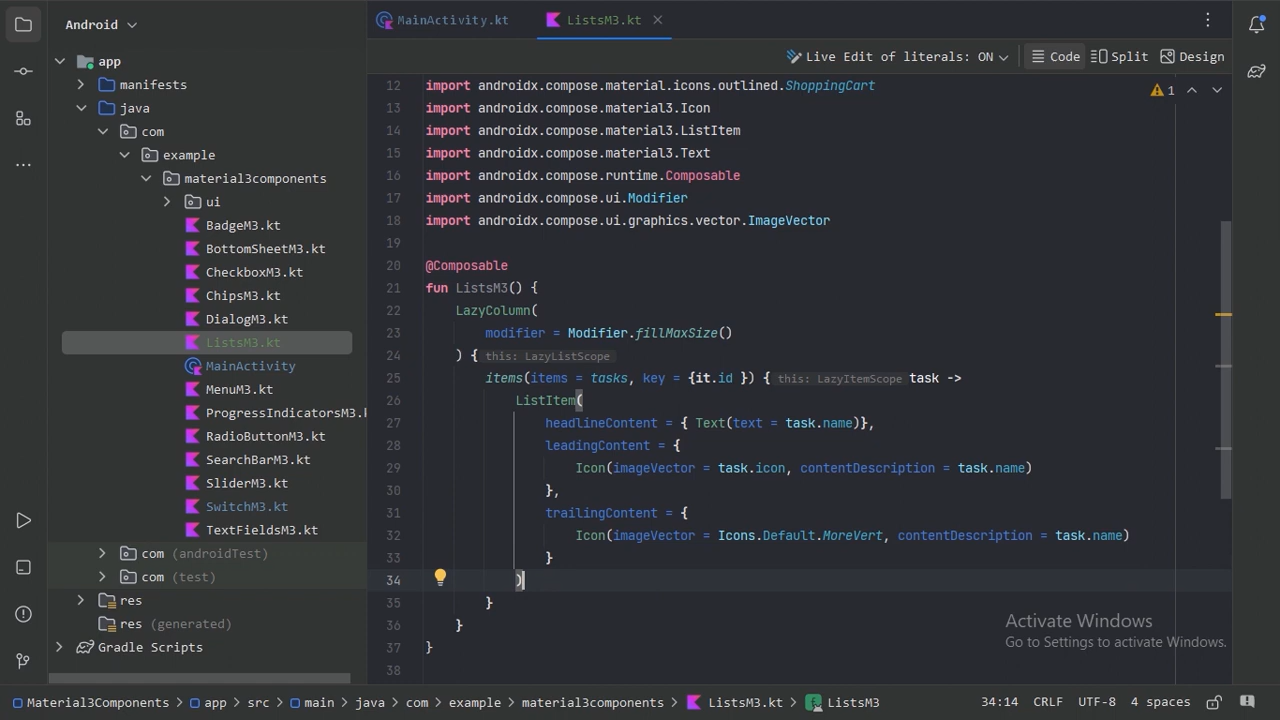 Android
MainActivity.kt
ListsM3.kt
Live Edit of literals: ON
Code
Split
Design
app
manifests
java
com
example
material3components
ui
BadgeM3.kt
BottomSheetM3.kt
CheckboxM3.kt
ChipsM3.kt
DialogM3.kt
ListsM3.kt
MainActivity
MenuM3.kt
ProgressIndicatorsM3.k
RadioButtonM3.kt
SearchBarM3.kt
SliderM3.kt
SwitchM3.kt
TextFieldsM3.kt
com (androidTest)
com (test)
res
res (generated)
Gradle Scripts
1
12 import androidx.compose.material.icons.outlined.ShoppingCart
13 import androidx.compose.material3.Icon
14 import androidx.compose.material3.ListItem
15 import androidx.compose.material3.Text
16 import androidx.compose.runtime.Composable
17 import androidx.compose.ui.Modifier
18 import androidx.compose.ui.graphics.vector.ImageVector
19
20 @Composable
21 fun ListsM3() {
22 LazyColumn(
23 modifier = Modifier.fillMaxSize()
24 ) { this: LazyListScope
25 items(items = tasks, key = {it.id }) { this: LazyItemScope task ->
26 ListItem(
27 headlineContent = { Text(text = task.name)},
28 leadingContent = {
29 Icon(imageVector = task.icon, contentDescription = task.name)
30 },
31 trailingContent = {
32 Icon(imageVector = Icons.Default.MoreVert, contentDescription = task.name)
33 }
34 )
35 }
36 }
37 }
38
Activate Windows
Go to Settings to activate Windows.
Material3Components > app > src > main > java > com > example > material3components > ListsM3.kt > ListsM3
34:14 CRLF UTF-8 4 spaces